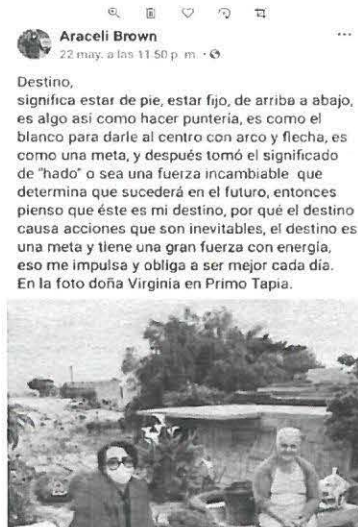 Araceli Brown
22 may. a las 11:50 p. m. ·
Destino,
significa estar de pie, estar fijo, de arriba a abajo,
es algo así como hacer puntería, es como el
blanco para darle al centro con arco y flecha, es
como una meta, y después tomó el significado
de "hado" o sea una fuerza incambiable que
determina que sucederá en el futuro, entonces
pienso que éste es mi destino, por qué el destino
causa acciones que son inevitables, el destino es
una meta y tiene una gran fuerza con energía,
eso me impulsa y obliga a ser mejor cada día.
En la foto doña Virginia en Primo Tapia.